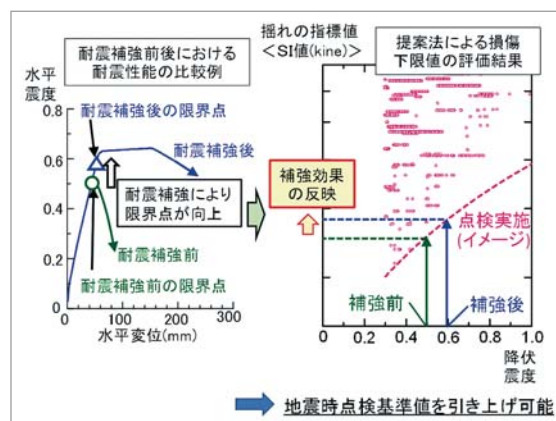 耐震補強前後における
耐震性能の比較例
水平
震度
0.8
0.6
0.4
0.2
0
0
100
200
300
水平変位(mm)
耐震補強後の限界点
耐震補強後
耐震補強により
限界点が向上
耐震補強前
耐震補強前の限界点
補強効果
の反映
揺れの指標値
<SI値(kine)>
提案法による損傷
下限値の評価結果
点検実施
(イメージ)
補強前
補強後
0.0
0.2
0.4
0.6
0.8
1.0
降伏
震度
地震時点検基準値を引き上げ可能